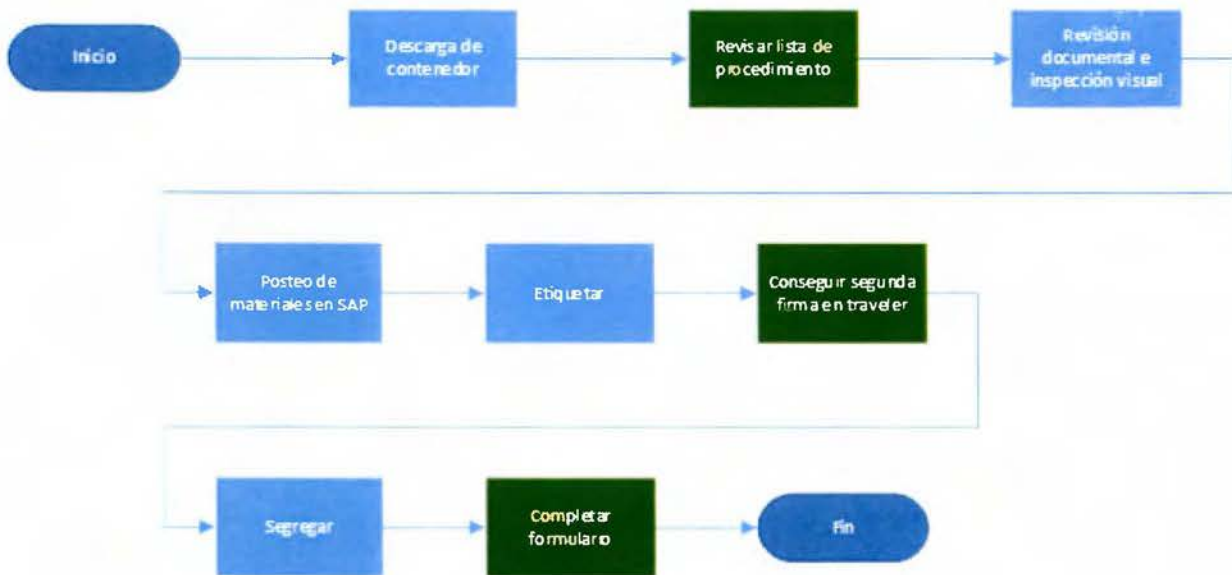 Inicio
Descarga de
contenedor
Revisar lista de
procedimiento
Revisión
documental e
inspección visual
Posteo de
materiales en SAP
Etiquetar
Conseguir segunda
firma en traveler
Segregar
Completar
formulario
Fin